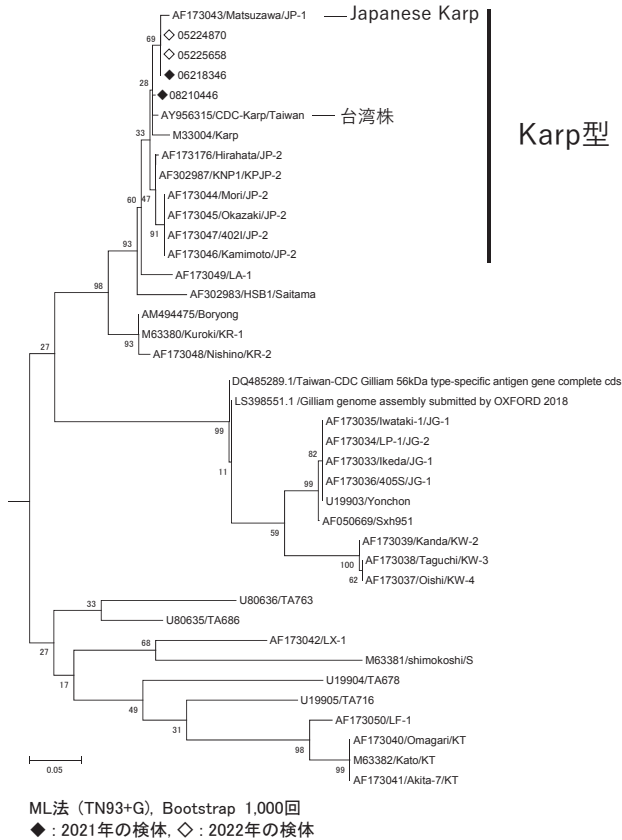 AF173043/Matsuzawa/JP-1
Japanese Karp
69
05224870
05225658
06218346
28
08210446
AY956315/CDC-Karp/Taiwan
台湾株
Karp型
33
M33004/Karp
AF173176/Hirahata/JP-2
AF302987/KNP1/KPJP-2
60
47
AF173044/Mori/JP-2
AF173045/Okazaki/JP-2
91
AF173047/402I/JP-2
AF173046/Kamimoto/JP-2
93
AF173049/LA-1
98
AF302983/HSB1/Saitama
AM494475/Boryong
M63380/Kuroki/KR-1
93
AF173048/Nishino/KR-2
27
DQ485289.1/Taiwan-CDC Gilliam 56kDa type-specific antigen gene complete cds
LS398551.1 /Gilliam genome assembly submitted by OXFORD 2018
99
AF173035/Iwataki-1/JG-1
AF173034/LP-1/JG-2
82
AF173033/Ikeda/JG-1
11
99
AF173036/405S/JG-1
U19903/Yonchon
AF050669/Sxh951
59
AF173039/Kanda/KW-2
100
AF173038/Taguchi/KW-3
62
AF173037/Oishi/KW-4
33
U80636/TA763
U80635/TA686
27
68
AF173042/LX-1
M63381/shimokoshi/S
17
U19904/TA678
49
U19905/TA716
31
AF173050/LF-1
98
AF173040/Omagari/KT
M63382/Kato/KT
99
AF173041/Akita-7/KT
0.05
ML法 (TN93+G), Bootstrap 1,000回
◆ : 2021年の検体, ◇ : 2022年の検体